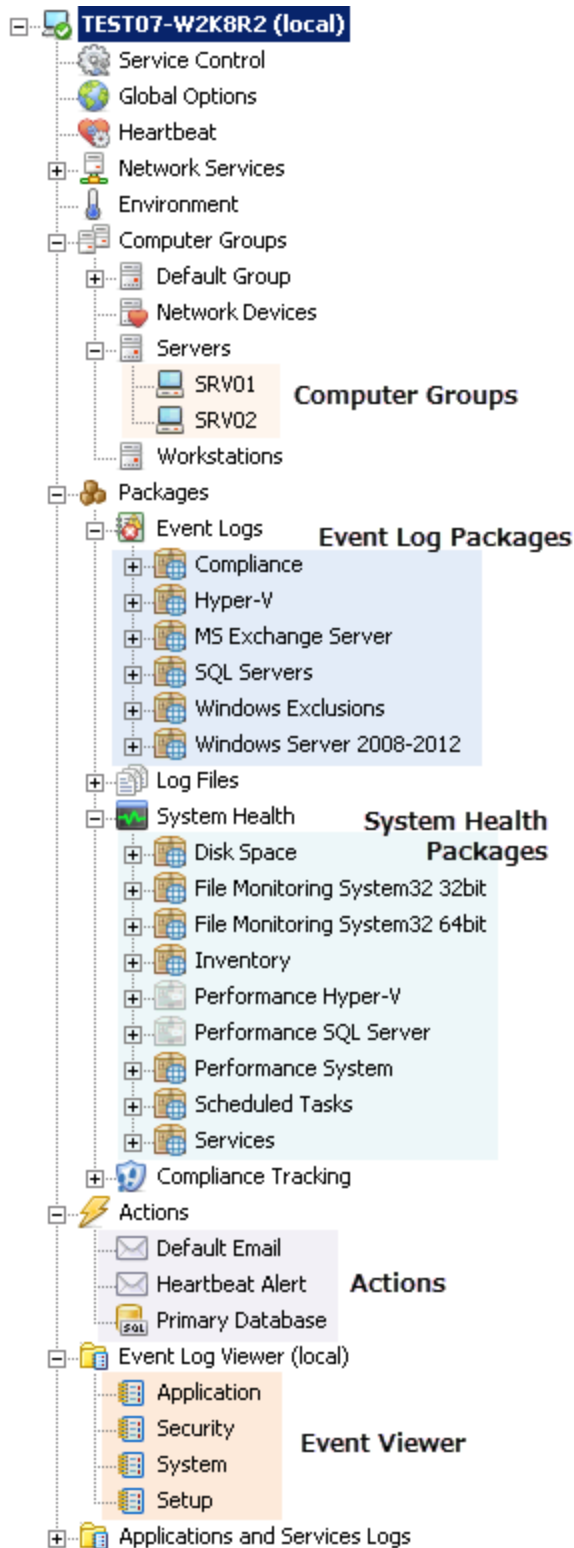 TEST07-W2K8R2 (local)
Service Control
Global Options
Heartbeat
Network Services
Environment
Computer Groups
Default Group
Network Devices
Servers
SRV01
Computer Groups
SRV02
Workstations
Packages
Event Logs
Event Log Packages
Compliance
Hyper-V
MS Exchange Server
SQL Servers
Windows Exclusions
Windows Server 2008-2012
Log Files
System Health
System Health
Packages
Disk Space
File Monitoring System32 32bit
File Monitoring System32 64bit
Inventory
Performance Hyper-V
Performance SQL Server
Performance System
Scheduled Tasks
Services
Compliance Tracking
Actions
Default Email
Heartbeat Alert
Actions
SQL
Primary Database
Event Log Viewer (local)
Application
Security
Event Viewer
System
Setup
Applications and Services Logs